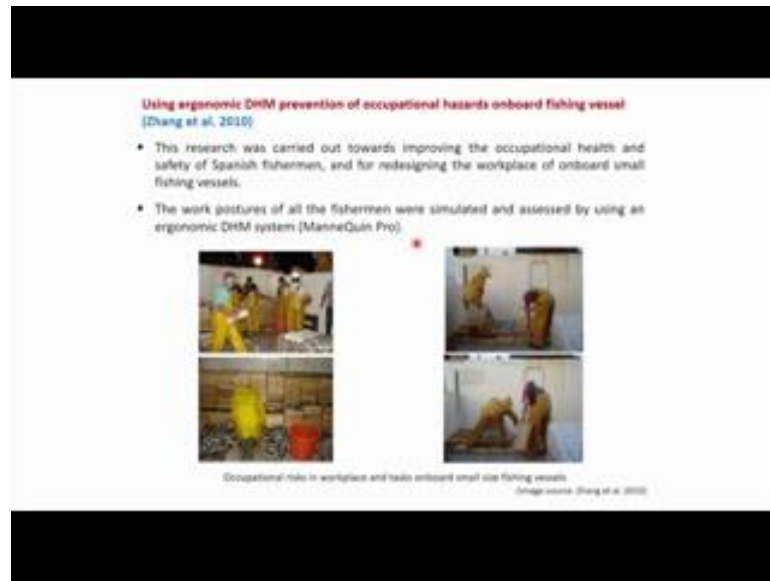 Using ergonomic DHM prevention of occupational hazards onboard fishing vessel
(Zhang et al. 2010)
• This research was carried out towards improving the occupational health and
safety of Spanish fishermen, and for redesigning the workplace of onboard small
fishing vessels.
• The work postures of all the fishermen were simulated and assessed by using an
ergonomic DHM system (ManneQuin Pro).
Occupational risks in workplace and tasks onboard small size fishing vessels
(Image source: Zhang et al. 2010)